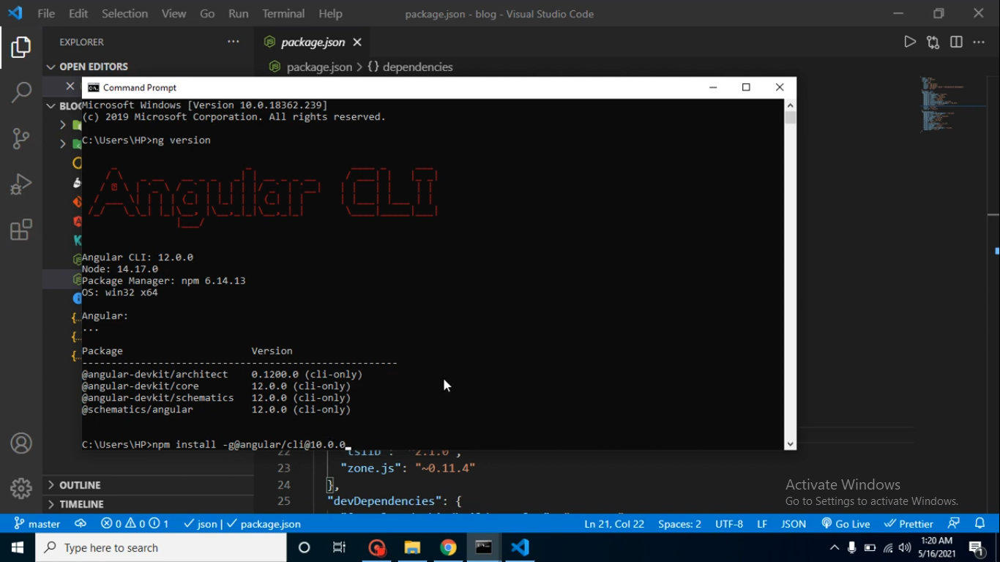 File Edit Selection View Go Run Terminal Help package.json - blog - Visual Studio Code
EXPLORER
package.json
OPEN EDITORS
package.json > {} dependencies
Command Prompt
BLO
Microsoft Windows [Version 10.0.18362.239]
(c) 2019 Microsoft Corporation. All rights reserved.
C:\Users\HP>ng version
Angular CLI
Angular CLI: 12.0.0
Node: 14.17.0
Package Manager: npm 6.14.13
OS: win32 x64
Angular:
...
Package Version
------------------------------------------------------
@angular-devkit/architect 0.1200.0 (cli-only)
@angular-devkit/core 12.0.0 (cli-only)
@angular-devkit/schematics 12.0.0 (cli-only)
@schematics/angular 12.0.0 (cli-only)
C:\Users\HP>npm install -g@angular/cli@10.0.0_
22 "tslib": "^2.1.0",
23 "zone.js": "~0.11.4"
24 },
25 "devDependencies": {
OUTLINE
TIMELINE
Activate Windows
Go to Settings to activate Windows.
master 0 0 1 json | package.json Ln 21, Col 22 Spaces: 2 UTF-8 LF JSON Go Live Prettier
Type here to search
1:20 AM
5/16/2021
1